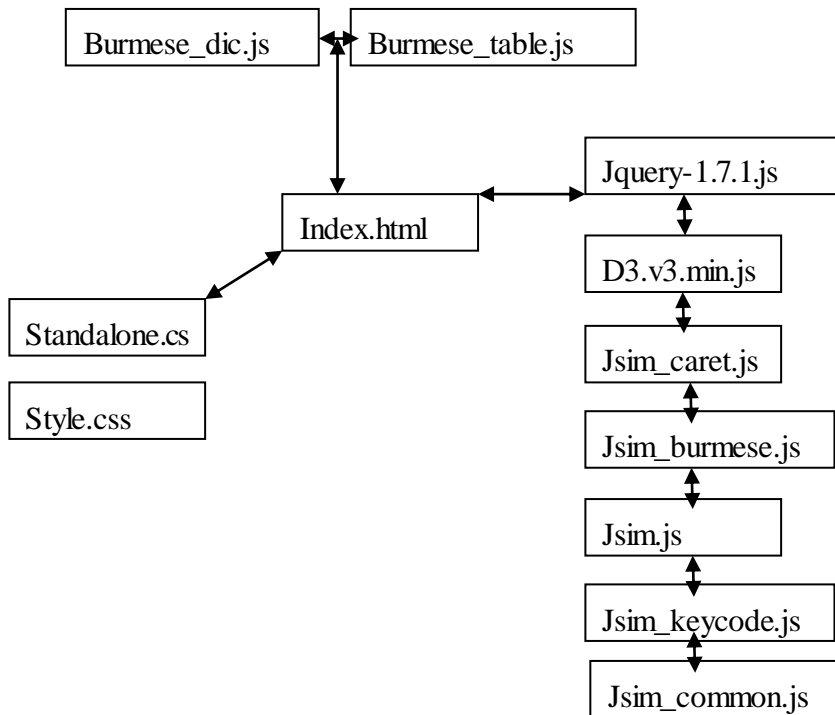 Burmese_dic.js
Burmese_table.js
Jquery-1.7.1.js
Index.html
D3.v3.min.js
Standalone.cs
Jsim_caret.js
Style.css
Jsim_burmese.js
Jsim.js
Jsim_keycode.js
Jsim_common.js